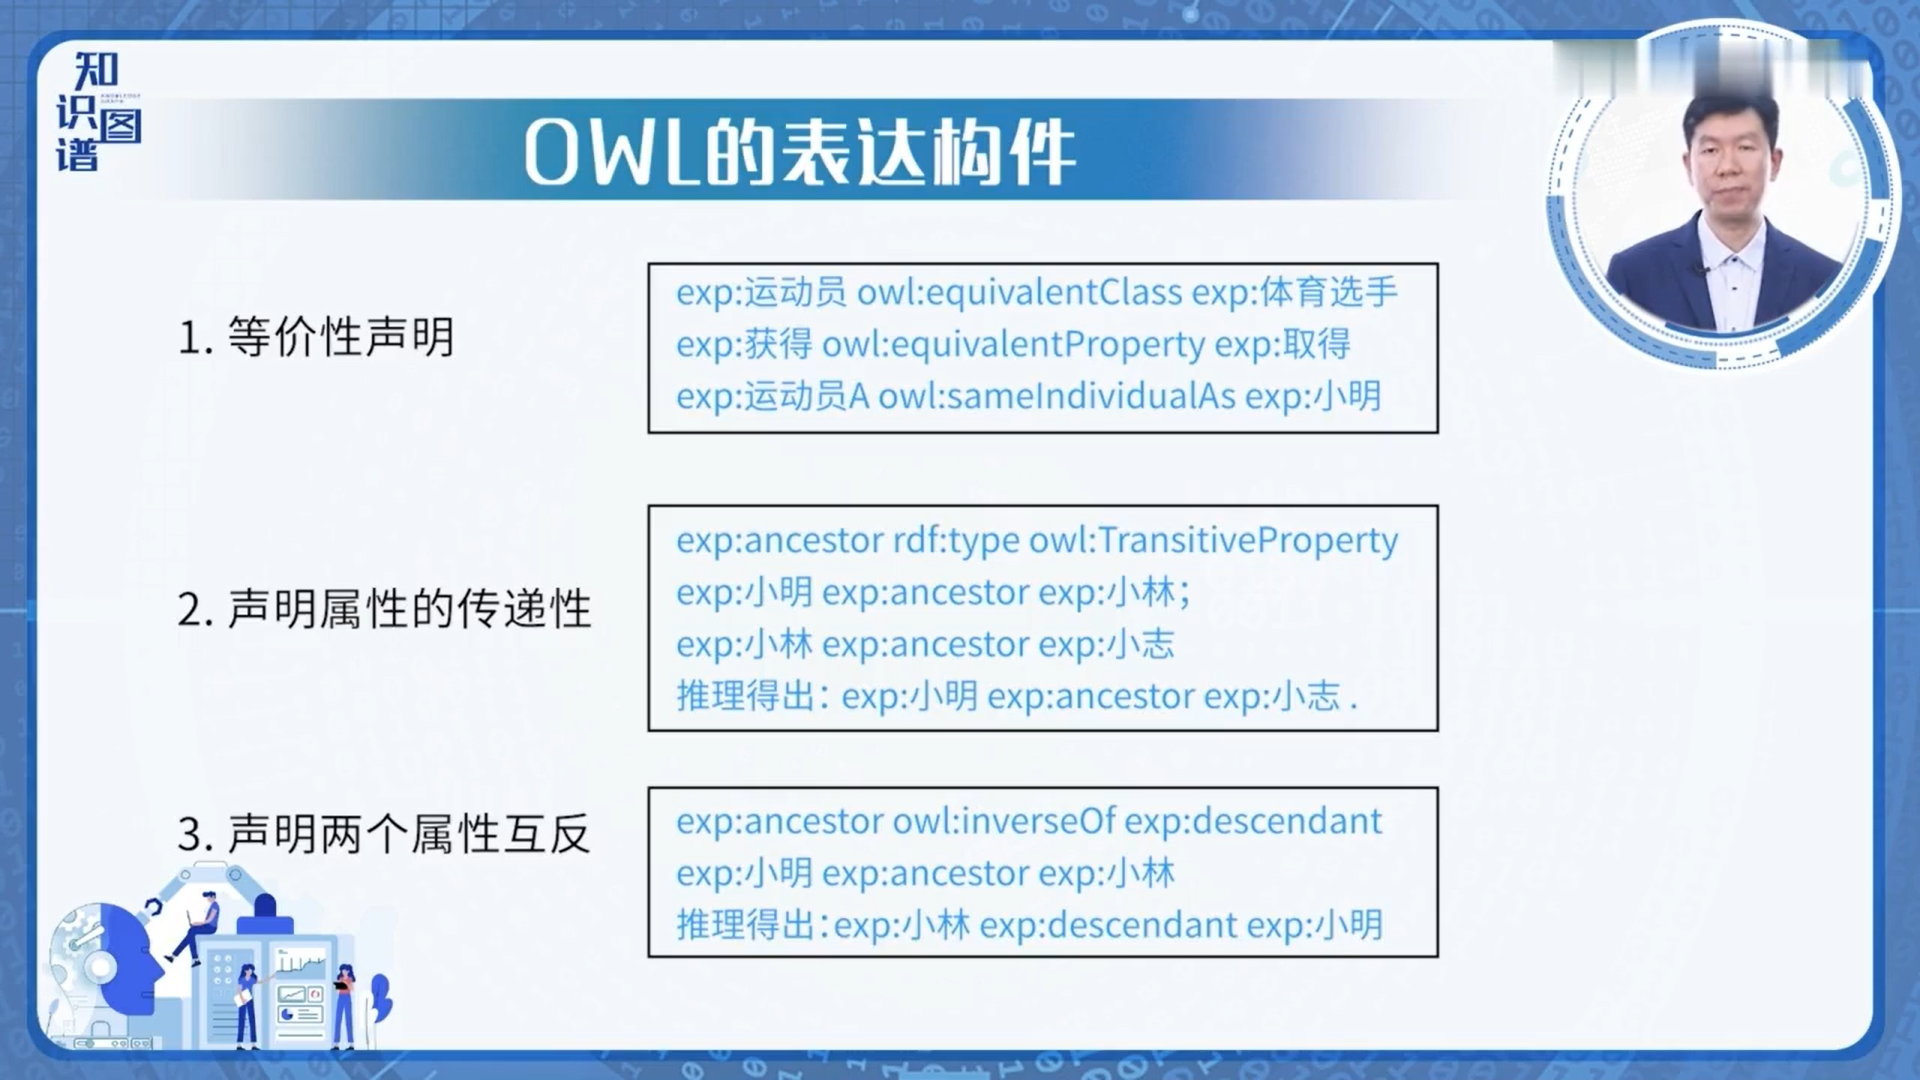 知识图谱
OWL的表达构件
1. 等价性声明
exp:运动员 owl:equivalentClass exp:体育选手
exp:获得 owl:equivalentProperty exp:取得
exp:运动员A owl:sameIndividualAs exp:小明
2. 声明属性的传递性
exp:ancestor rdf:type owl:TransitiveProperty
exp:小明 exp:ancestor exp:小林；
exp:小林 exp:ancestor exp:小志
推理得出：exp:小明 exp:ancestor exp:小志 .
3. 声明两个属性互反
exp:ancestor owl:inverseOf exp:descendant
exp:小明 exp:ancestor exp:小林
推理得出：exp:小林 exp:descendant exp:小明